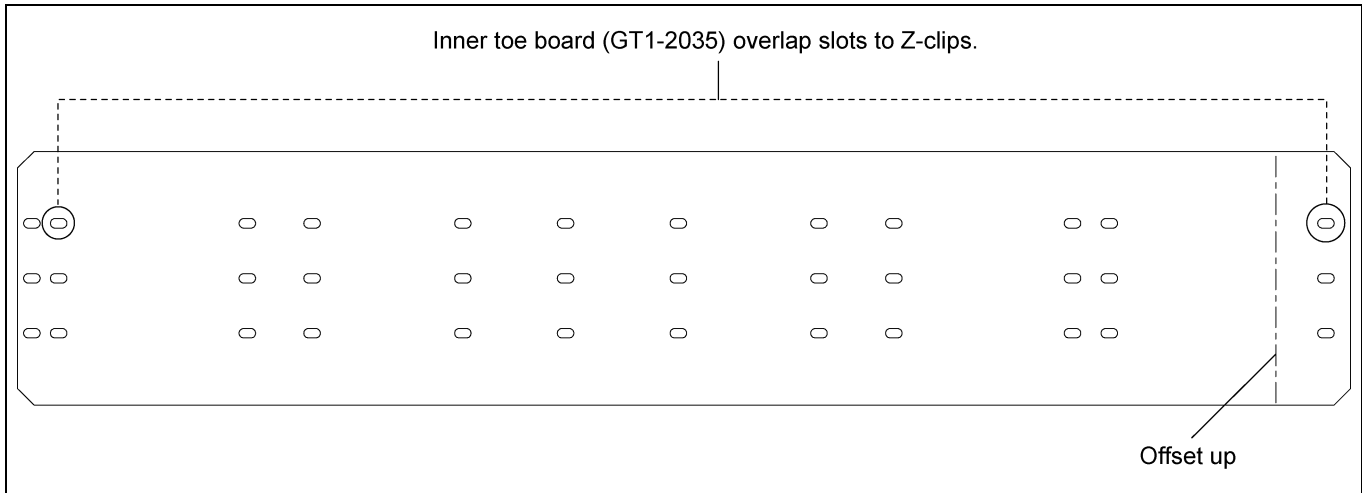 Inner toe board (GT1-2035) overlap slots to Z-clips.
Offset up